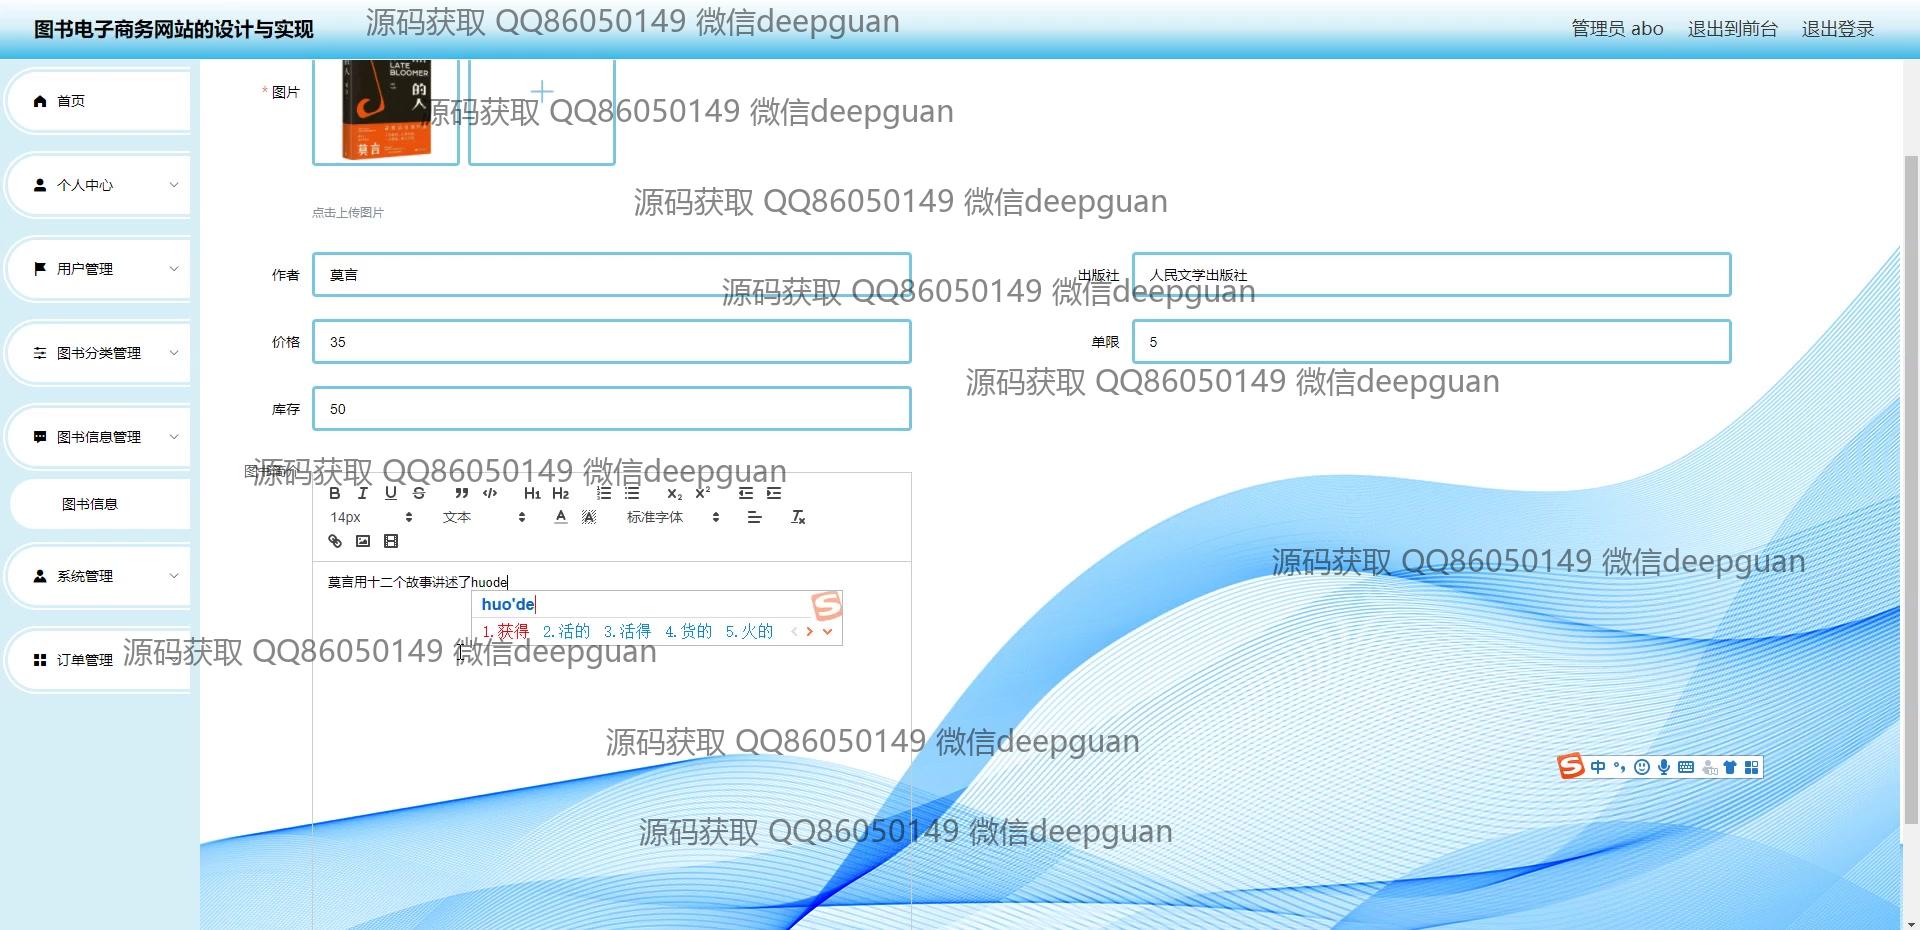 图书电子商务网站的设计与实现
源码获取 QQ86050149 微信deepguan
管理员 abo 退出到前台 退出登录
首页
个人中心
用户管理
图书分类管理
图书信息管理
图书信息
系统管理
订单管理
* 图片
LATE
BLOOMER
的
人
莫言
源码获取 QQ86050149 微信deepguan
源码获取 QQ86050149 微信deepguan
点击上传图片
作者 莫言
出版社 人民文学出版社
源码获取 QQ86050149 微信deepguan
价格 35
单限 5
源码获取 QQ86050149 微信deepguan
库存 50
图书简介
源码获取 QQ86050149 微信deepguan
B I U S H1 H2 X2 X2
14px 文本 A A 标准字体 Tx
源码获取 QQ86050149 微信deepguan
莫言用十二个故事讲述了huode
huo'de
1.获得 2.活的 3.活得 4.货的 5.火的
源码获取 QQ86050149 微信deepguan
源码获取 QQ86050149 微信deepguan
S 中
源码获取 QQ86050149 微信deepguan